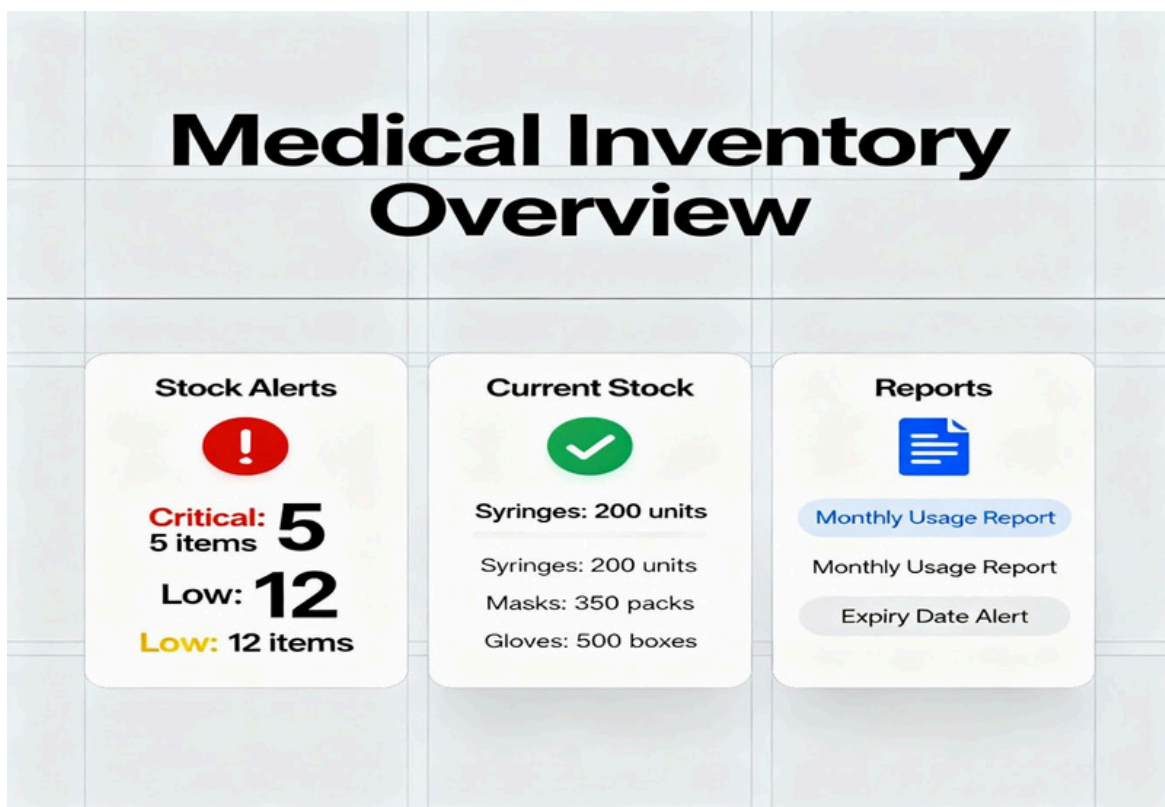 Medical Inventory
Overview
Stock Alerts
Critical: 5
5 items
Low: 12
Low: 12 items
Current Stock
Syringes: 200 units
Syringes: 200 units
Masks: 350 packs
Gloves: 500 boxes
Reports
Monthly Usage Report
Monthly Usage Report
Expiry Date Alert